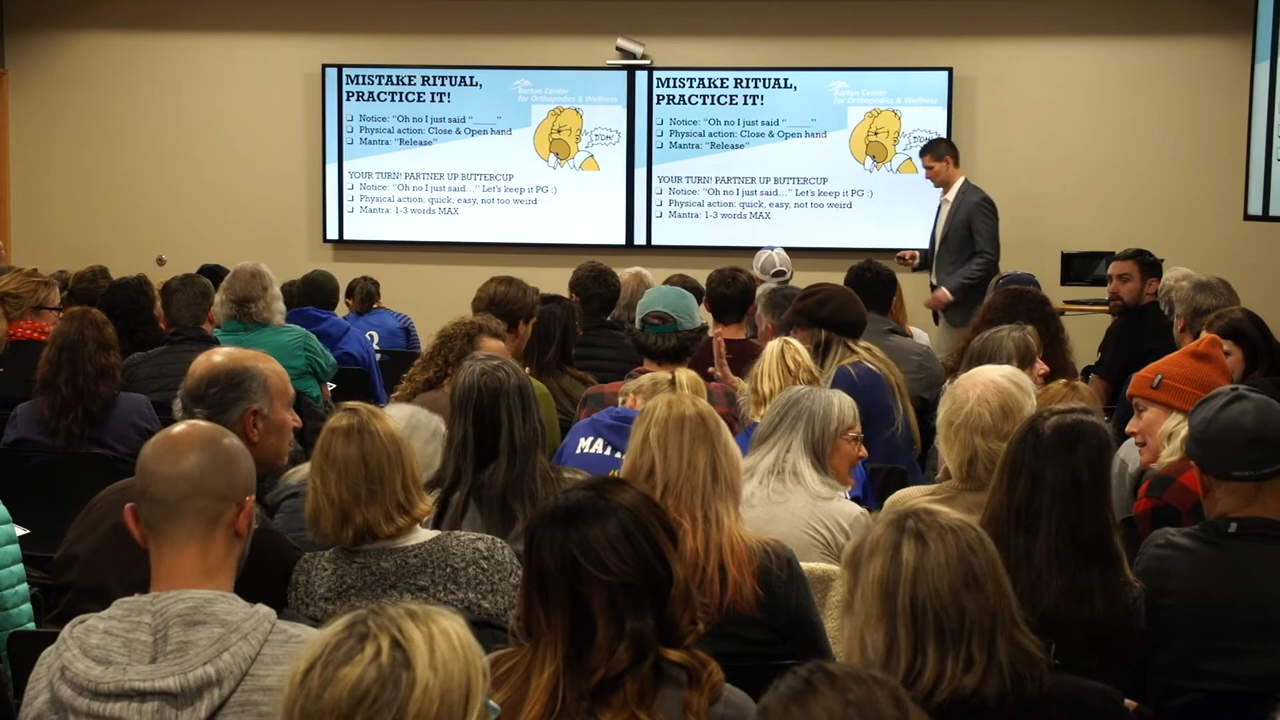 MISTAKE RITUAL,
PRACTICE IT!
Barton Center
for Orthopedics & Wellness
❑ Notice: "Oh no I just said "_____"
❑ Physical action: Close & Open hand
❑ Mantra: "Release"
D'OH!
YOUR TURN! PARTNER UP BUTTERCUP
❑ Notice: "Oh no I just said..." Let's keep it PG :)
❑ Physical action: quick, easy, not too weird
❑ Mantra: 1-3 words MAX
MISTAKE RITUAL,
PRACTICE IT!
Barton Center
for Orthopedics & Wellness
❑ Notice: "Oh no I just said "_____"
❑ Physical action: Close & Open hand
❑ Mantra: "Release"
D'OH!
YOUR TURN! PARTNER UP BUTTERCUP
❑ Notice: "Oh no I just said..." Let's keep it PG :)
❑ Physical action: quick, easy, not too weird
❑ Mantra: 1-3 words MAX
2